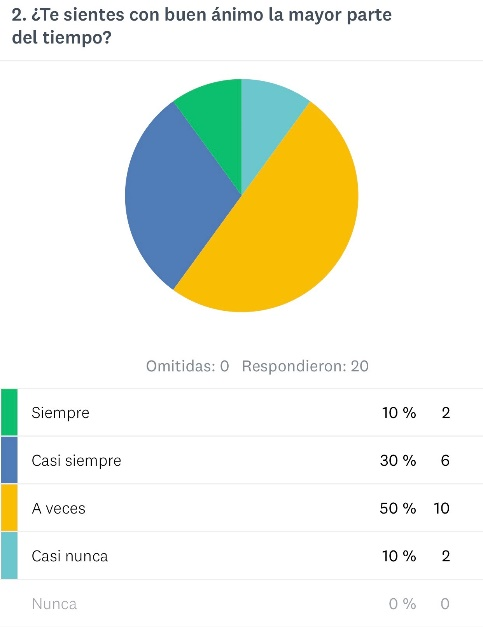 2. ¿Te sientes con buen ánimo la mayor parte
del tiempo?
Omitidas: 0 Respondieron: 20
Siempre 10 % 2
Casi siempre 30 % 6
A veces 50 % 10
Casi nunca 10 % 2
Nunca 0 % 0